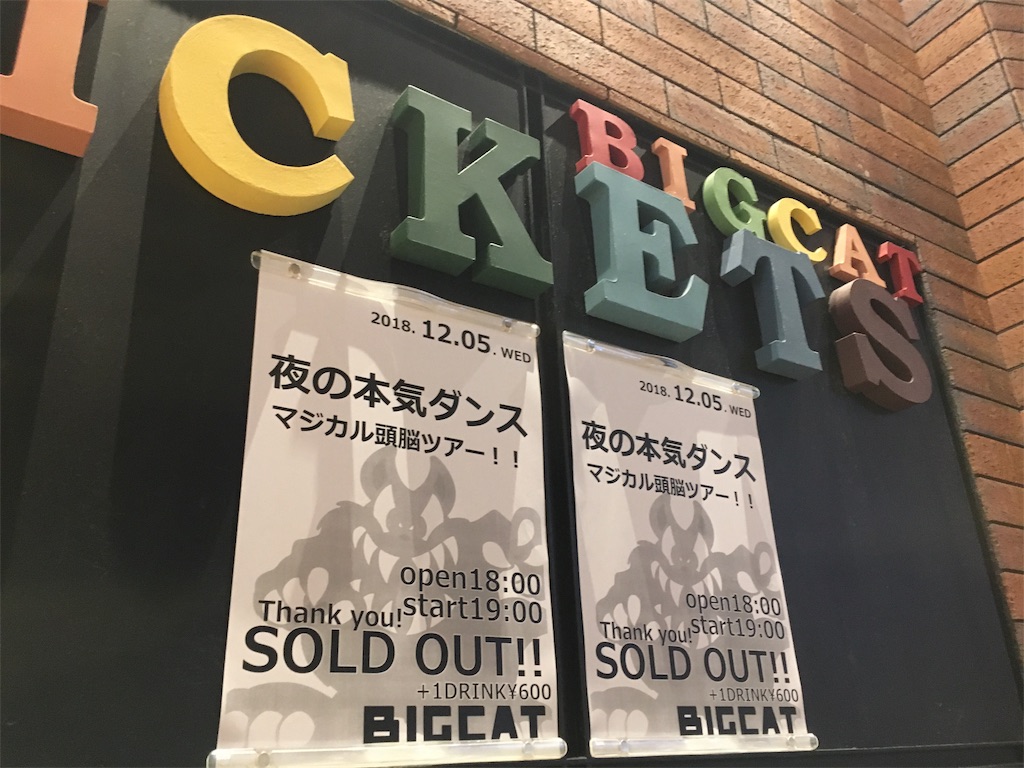 ICKETS
BIGCAT
2018. 12.05. WED
夜の本気ダンス
マジカル頭脳ツアー！！
open18:00
start19:00
Thank you!
SOLD OUT!!
+1DRINK¥600
BIGCAT
2018. 12.05. WED
夜の本気ダンス
マジカル頭脳ツアー！！
open18:00
start19:00
Thank you!
SOLD OUT!!
+1DRINK¥600
BIGCAT